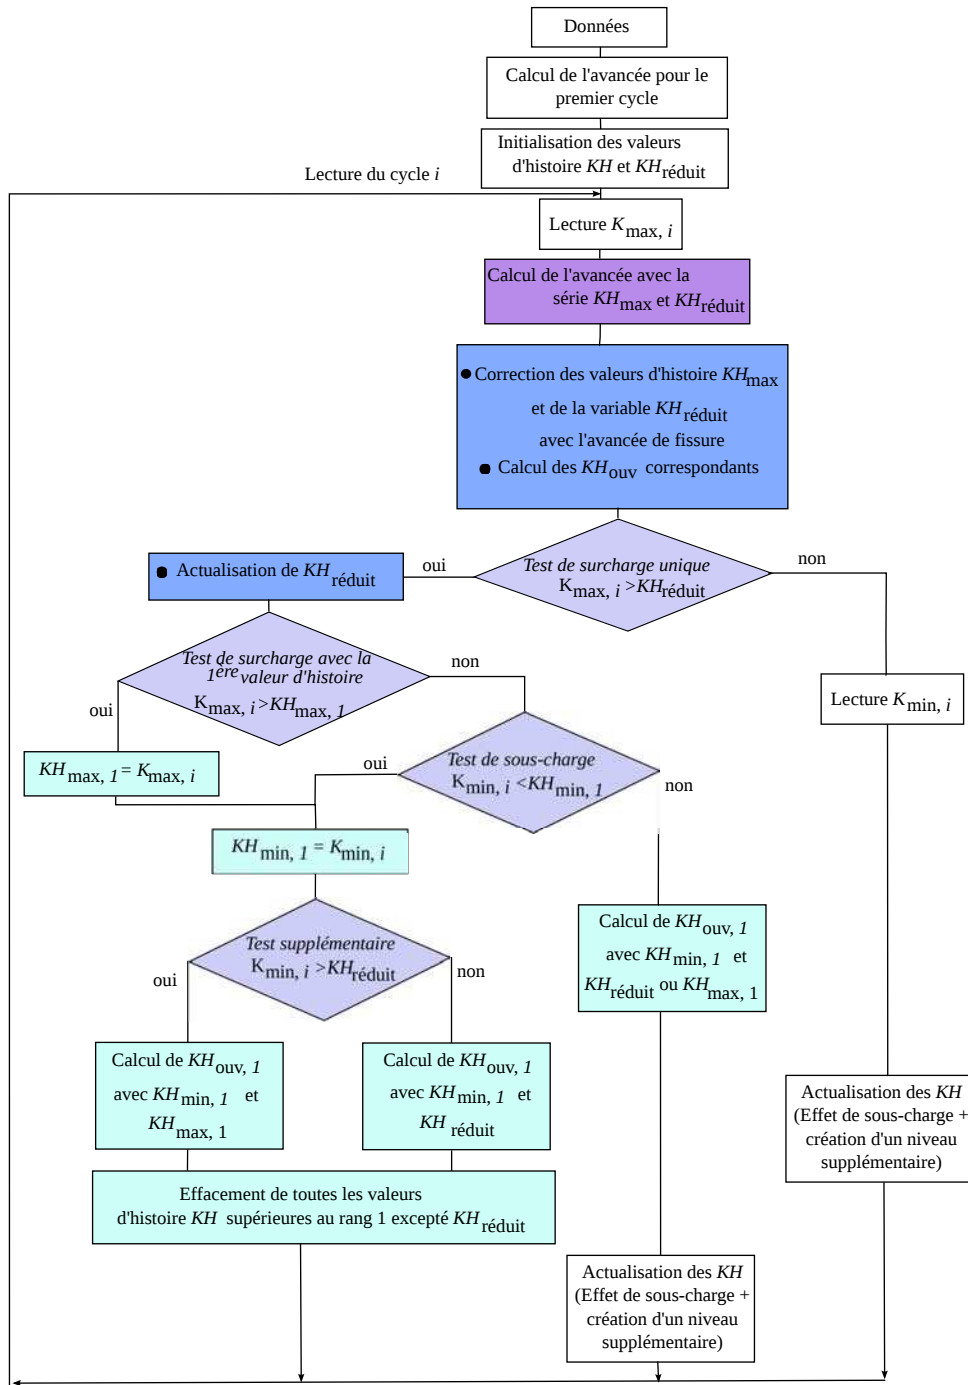 Données
Calcul de l'avancée pour le
premier cycle
Initialisation des valeurs
d'histoire KH et KHréduit
Lecture du cycle i
Lecture Kmax, i
Calcul de l'avancée avec la
série KHmax et KHréduit
● Correction des valeurs d'histoire KHmax
et de la variable KHréduit
avec l'avancée de fissure
● Calcul des KHouv correspondants
Test de surcharge unique
Kmax, i >KHréduit
oui
non
● Actualisation de KHréduit
Test de surcharge avec la
1ère valeur d'histoire
Kmax, i >KHmax, 1
oui
non
Lecture Kmin, i
KHmax, 1 = Kmax, i
Test de sous-charge
Kmin, i <KHmin, 1
oui
non
KHmin, 1 = Kmin, i
Test supplémentaire
Kmin, i >KHréduit
oui
non
Calcul de KHouv, 1
avec KHmin, 1 et
KHréduit ou KHmax, 1
Calcul de KHouv, 1
avec KHmin, 1 et
KHmax, 1
Calcul de KHouv, 1
avec KHmin, 1 et
KH réduit
Actualisation des KH
(Effet de sous-charge +
création d'un niveau
supplémentaire)
Effacement de toutes les valeurs
d'histoire KH supérieures au rang 1 excepté KHréduit
Actualisation des KH
(Effet de sous-charge +
création d'un niveau
supplémentaire)